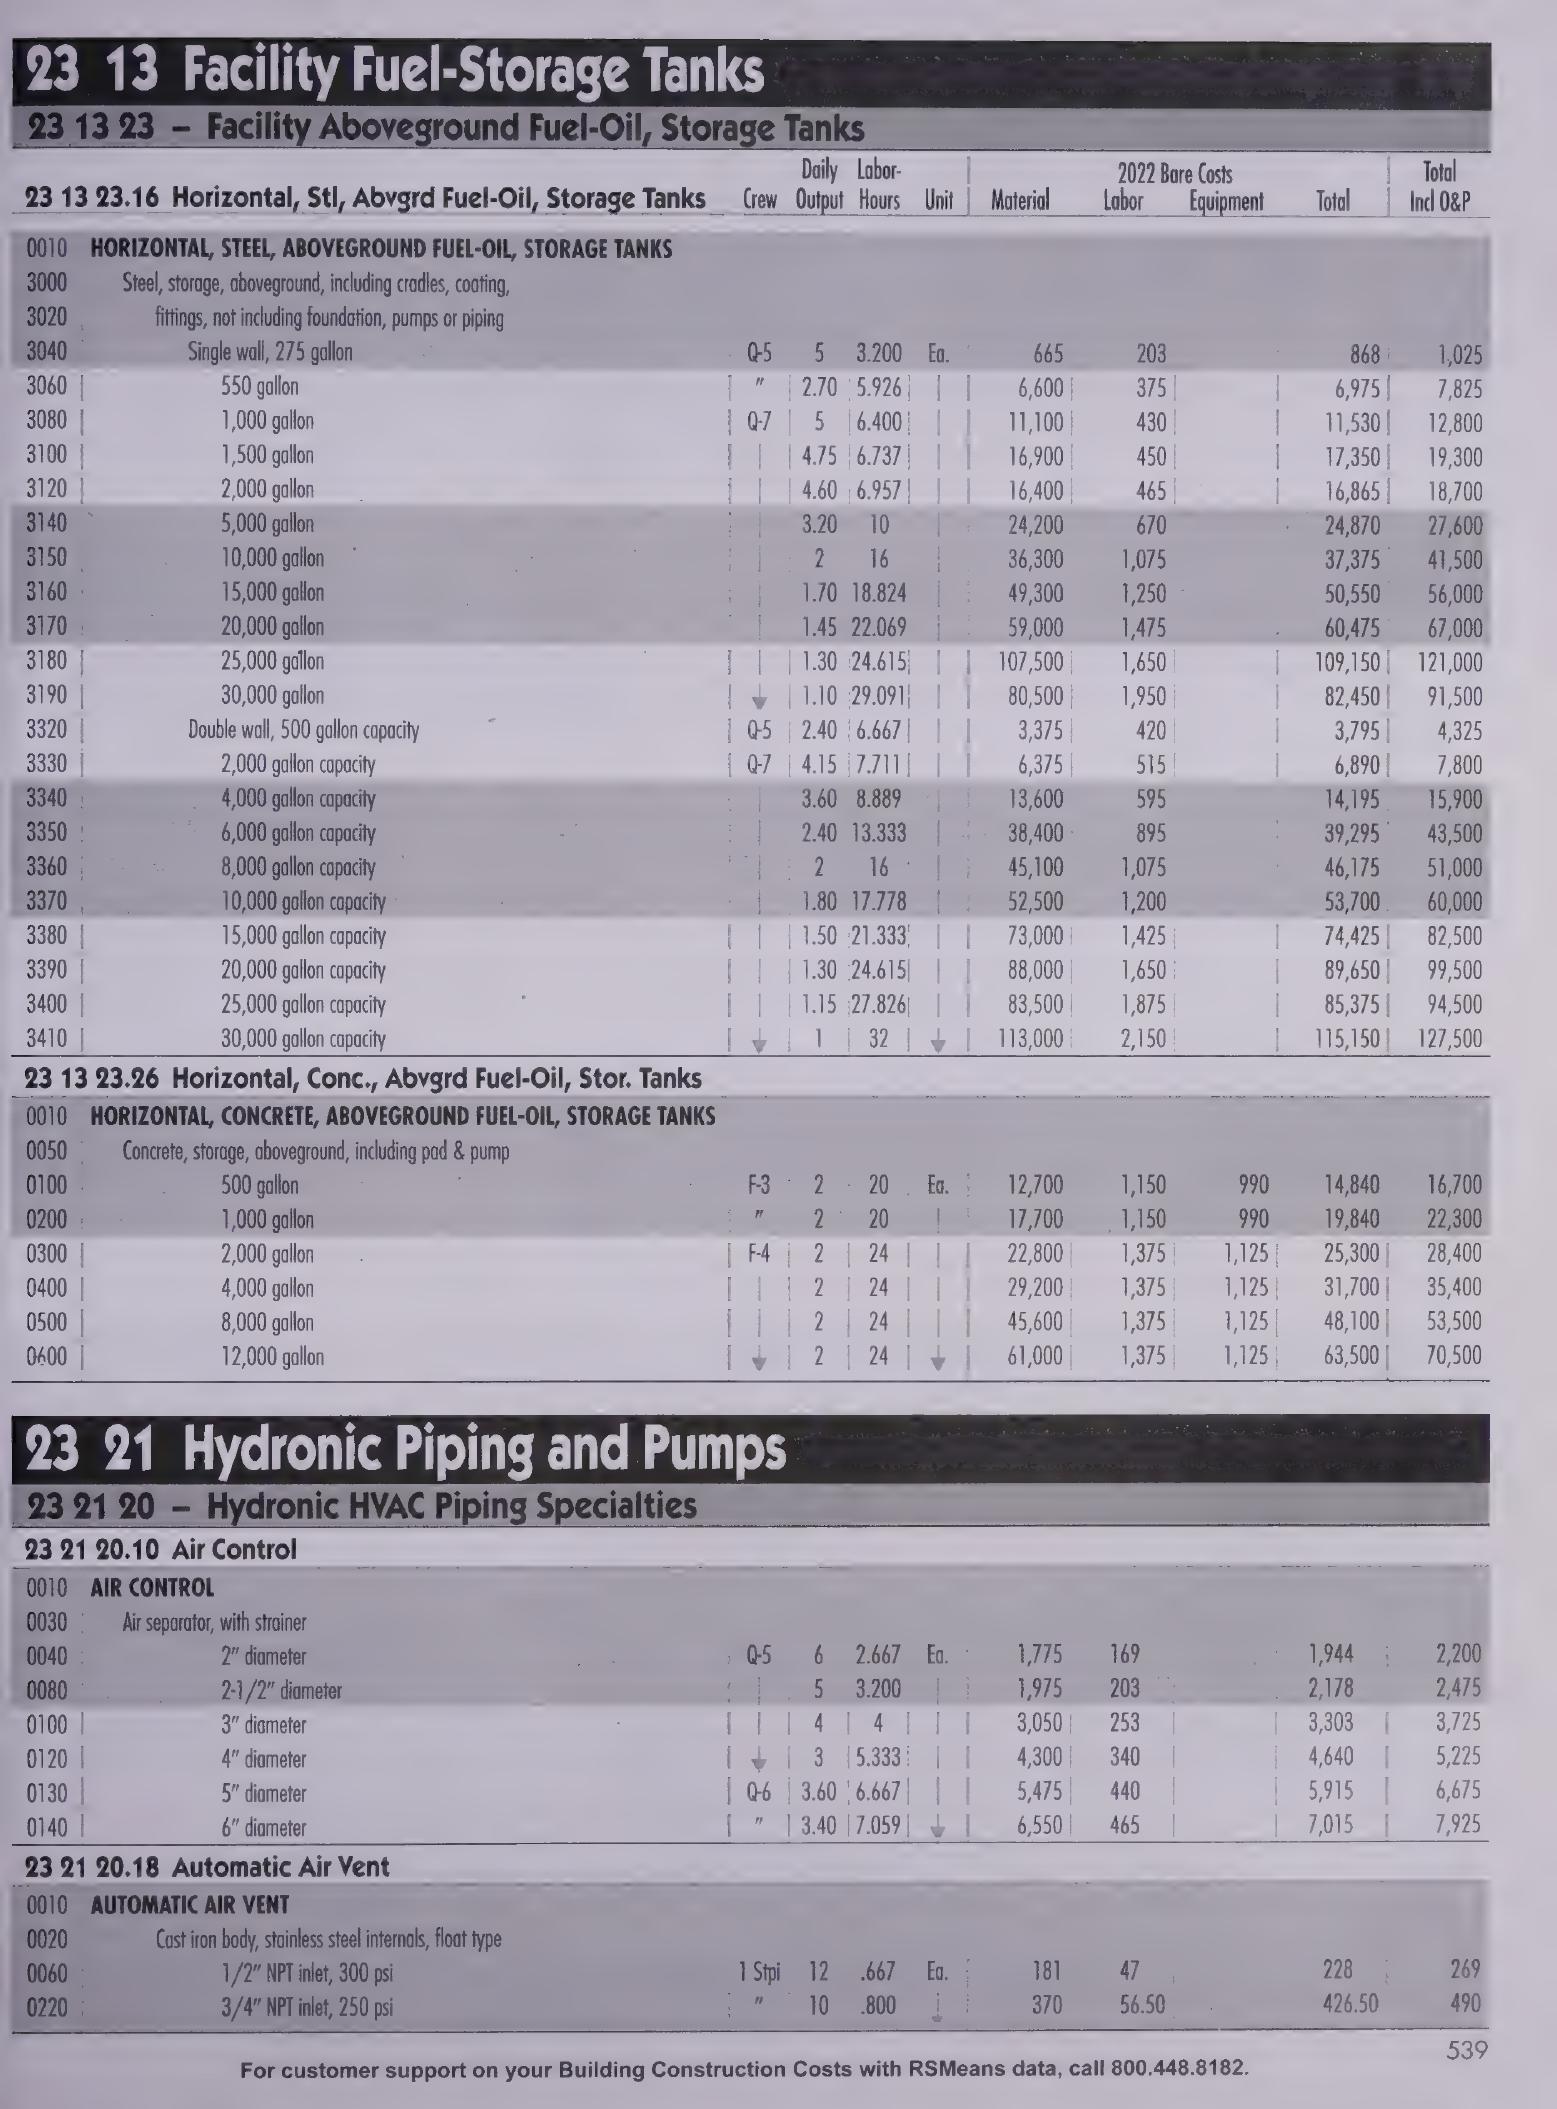 23 13 Facility Fuel-Storage Tanks
23 13 23 – Facility Aboveground Fuel-Oil, Storage Tanks
Daily Labor- 2022 Bare Costs Total
23 13 23.16 Horizontal, Stl, Abvgrd Fuel-Oil, Storage Tanks Crew Output Hours Unit Material Labor Equipment Total Incl O&P
0010 HORIZONTAL, STEEL, ABOVEGROUND FUEL-OIL, STORAGE TANKS
3000 Steel, storage, aboveground, including cradles, coating,
3020 fittings, not including foundation, pumps or piping
3040 Single wall, 275 gallon Q-5 5 3.200 Ea. 665 203 868 1,025
3060 550 gallon " 2.70 5.926 6,600 375 6,975 7,825
3080 1,000 gallon Q-7 5 6.400 11,100 430 11,530 12,800
3100 1,500 gallon 4.75 6.737 16,900 450 17,350 19,300
3120 2,000 gallon 4.60 6.957 16,400 465 16,865 18,700
3140 5,000 gallon 3.20 10 24,200 670 24,870 27,600
3150 10,000 gallon 2 16 36,300 1,075 37,375 41,500
3160 15,000 gallon 1.70 18.824 49,300 1,250 50,550 56,000
3170 20,000 gallon 1.45 22.069 59,000 1,475 60,475 67,000
3180 25,000 gallon 1.30 24.615 107,500 1,650 109,150 121,000
3190 30,000 gallon 1.10 29.091 80,500 1,950 82,450 91,500
3320 Double wall, 500 gallon capacity Q-5 2.40 6.667 3,375 420 3,795 4,325
3330 2,000 gallon capacity Q-7 4.15 7.711 6,375 515 6,890 7,800
3340 4,000 gallon capacity 3.60 8.889 13,600 595 14,195 15,900
3350 6,000 gallon capacity 2.40 13.333 38,400 895 39,295 43,500
3360 8,000 gallon capacity 2 16 45,100 1,075 46,175 51,000
3370 10,000 gallon capacity 1.80 17.778 52,500 1,200 53,700 60,000
3380 15,000 gallon capacity 1.50 21.333 73,000 1,425 74,425 82,500
3390 20,000 gallon capacity 1.30 24.615 88,000 1,650 89,650 99,500
3400 25,000 gallon capacity 1.15 27.826 83,500 1,875 85,375 94,500
3410 30,000 gallon capacity 1 32 113,000 2,150 115,150 127,500
23 13 23.26 Horizontal, Conc., Abvgrd Fuel-Oil, Stor. Tanks
0010 HORIZONTAL, CONCRETE, ABOVEGROUND FUEL-OIL, STORAGE TANKS
0050 Concrete, storage, aboveground, including pad & pump
0100 500 gallon F-3 2 20 Ea. 12,700 1,150 990 14,840 16,700
0200 1,000 gallon " 2 20 17,700 1,150 990 19,840 22,300
0300 2,000 gallon F-4 2 24 22,800 1,375 1,125 25,300 28,400
0400 4,000 gallon 2 24 29,200 1,375 1,125 31,700 35,400
0500 8,000 gallon 2 24 45,600 1,375 1,125 48,100 53,500
0600 12,000 gallon 2 24 61,000 1,375 1,125 63,500 70,500
23 21 Hydronic Piping and Pumps
23 21 20 – Hydronic HVAC Piping Specialties
23 21 20.10 Air Control
0010 AIR CONTROL
0030 Air separator, with strainer
0040 2" diameter Q-5 6 2.667 Ea. 1,775 169 1,944 2,200
0080 2-1/2" diameter 5 3.200 1,975 203 2,178 2,475
0100 3" diameter 4 4 3,050 253 3,303 3,725
0120 4" diameter 3 5.333 4,300 340 4,640 5,225
0130 5" diameter Q-6 3.60 6.667 5,475 440 5,915 6,675
0140 6" diameter " 3.40 7.059 6,550 465 7,015 7,925
23 21 20.18 Automatic Air Vent
0010 AUTOMATIC AIR VENT
0020 Cast iron body, stainless steel internals, float type
0060 1/2" NPT inlet, 300 psi 1 Stpi 12 .667 Ea. 181 47 228 269
0220 3/4" NPT inlet, 250 psi " 10 .800 370 56.50 426.50 490
For customer support on your Building Construction Costs with RSMeans data, call 800.448.8182.
539